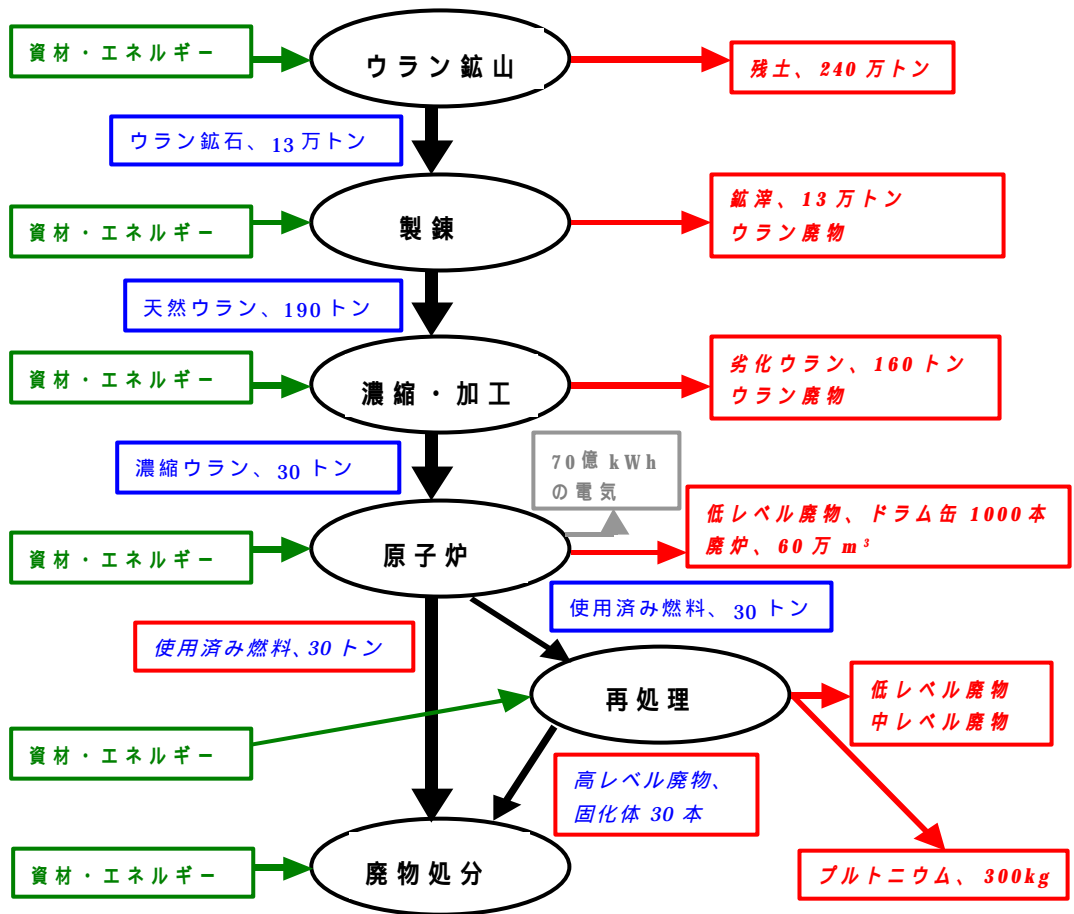 資材・エネルギー
ウラン鉱山
残土、240 万トン
ウラン鉱石、13 万トン
資材・エネルギー
製錬
鉱滓、13 万トン
ウラン廃物
天然ウラン、190 トン
資材・エネルギー
濃縮・加工
劣化ウラン、160 トン
ウラン廃物
濃縮ウラン、30 トン
70億 kWh
の電気
資材・エネルギー
原子炉
低レベル廃物、ドラム缶 1000本
廃炉、60万 m³
使用済み燃料、30 トン
使用済み燃料、30 トン
再処理
低レベル廃物
中レベル廃物
資材・エネルギー
高レベル廃物、
固化体 30 本
資材・エネルギー
廃物処分
プルトニウム、300kg